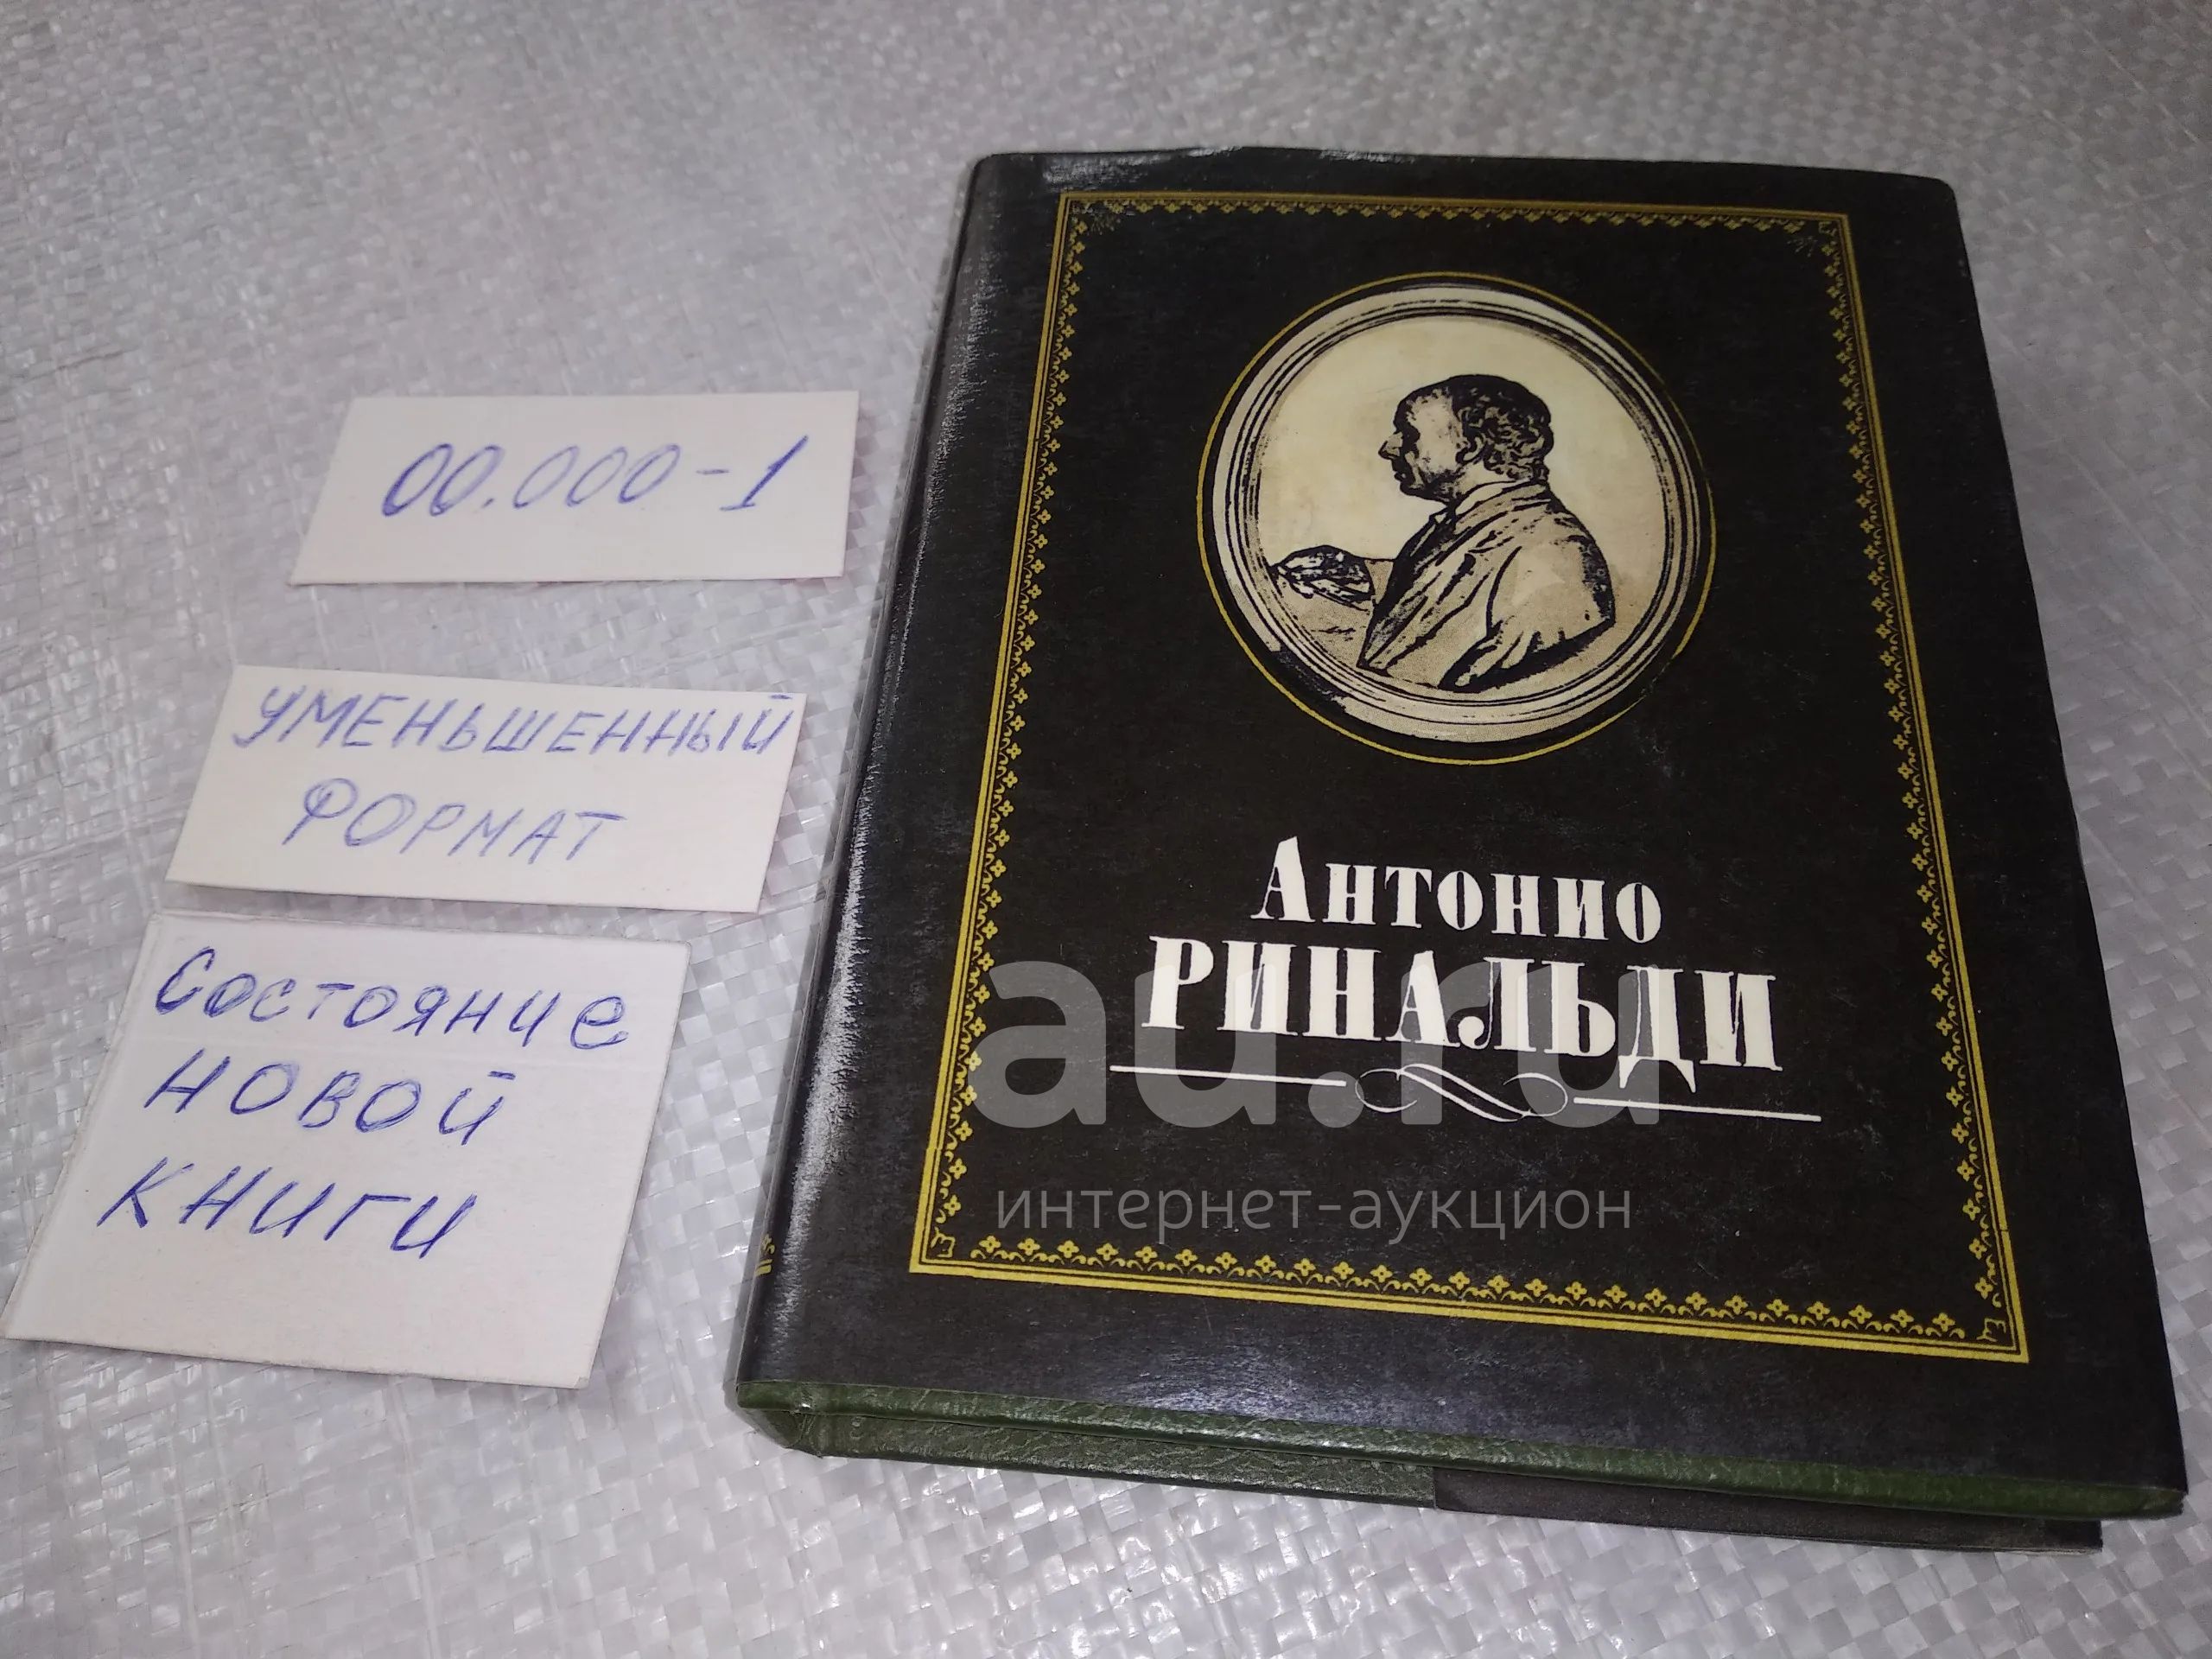 00.000-1
УМЕНЬШЕННЫЙ
ФОРМАТ
Состояние
новой
книги
Антонио
РИНАЛЬДИ
au.ru
интернет-аукцион